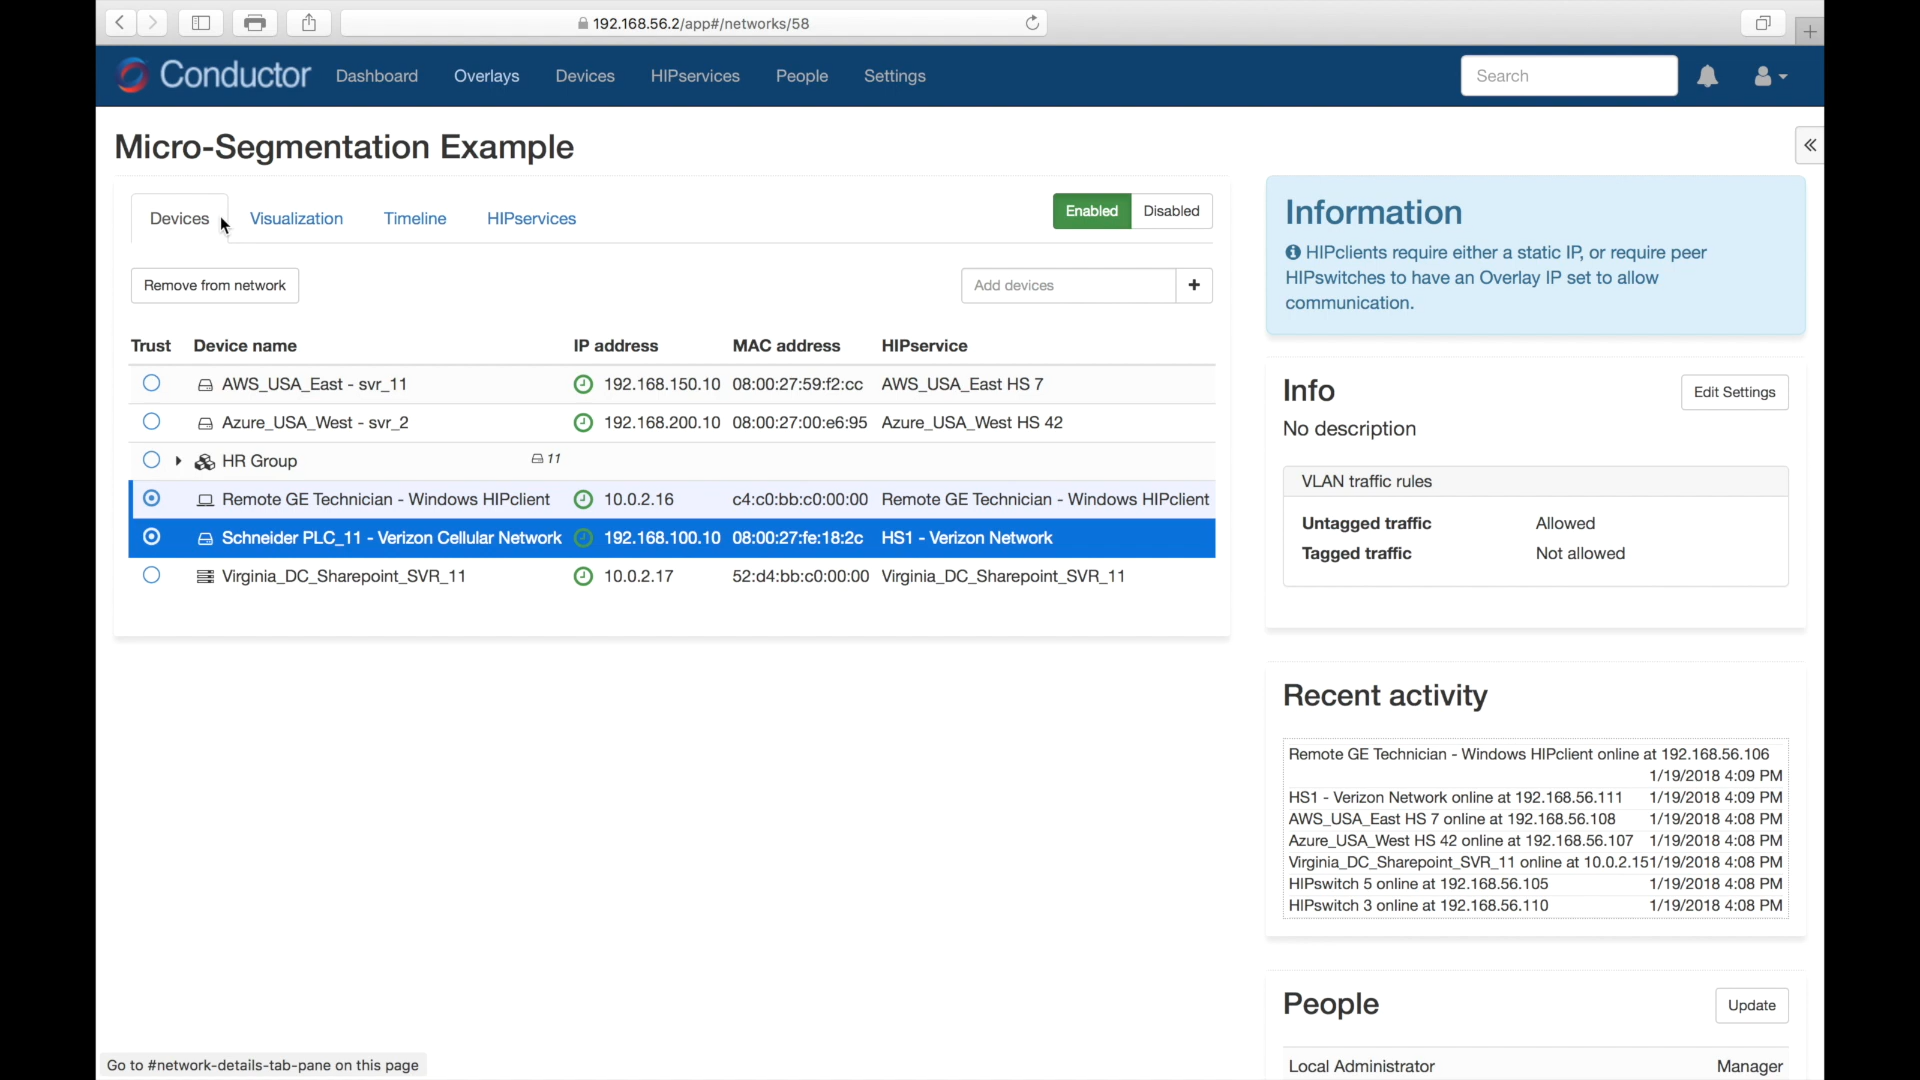 192.168.56.2/app#/networks/58
Conductor
Dashboard
Overlays
Devices
HIPservices
People
Settings
Search
Micro-Segmentation Example
Devices
Visualization
Timeline
HIPservices
Enabled
Disabled
Remove from network
Add devices
+
Trust Device name IP address MAC address HIPservice
AWS_USA_East - svr_11 192.168.150.10 08:00:27:59:f2:cc AWS_USA_East HS 7
Azure_USA_West - svr_2 192.168.200.10 08:00:27:00:e6:95 Azure_USA_West HS 42
HR Group 11
Remote GE Technician - Windows HIPclient 10.0.2.16 c4:c0:bb:c0:00:00 Remote GE Technician - Windows HIPclient
Schneider PLC_11 - Verizon Cellular Network 192.168.100.10 08:00:27:fe:18:2c HS1 - Verizon Network
Virginia_DC_Sharepoint_SVR_11 10.0.2.17 52:d4:bb:c0:00:00 Virginia_DC_Sharepoint_SVR_11
Information
HIPclients require either a static IP, or require peer
HIPswitches to have an Overlay IP set to allow
communication.
Info
Edit Settings
No description
VLAN traffic rules
Untagged traffic Allowed
Tagged traffic Not allowed
Recent activity
Remote GE Technician - Windows HIPclient online at 192.168.56.106
1/19/2018 4:09 PM
HS1 - Verizon Network online at 192.168.56.111 1/19/2018 4:09 PM
AWS_USA_East HS 7 online at 192.168.56.108 1/19/2018 4:08 PM
Azure_USA_West HS 42 online at 192.168.56.107 1/19/2018 4:08 PM
Virginia_DC_Sharepoint_SVR_11 online at 10.0.2.15 1/19/2018 4:08 PM
HIPswitch 5 online at 192.168.56.105 1/19/2018 4:08 PM
HIPswitch 3 online at 192.168.56.110 1/19/2018 4:08 PM
People
Update
Local Administrator Manager
Go to #network-details-tab-pane on this page